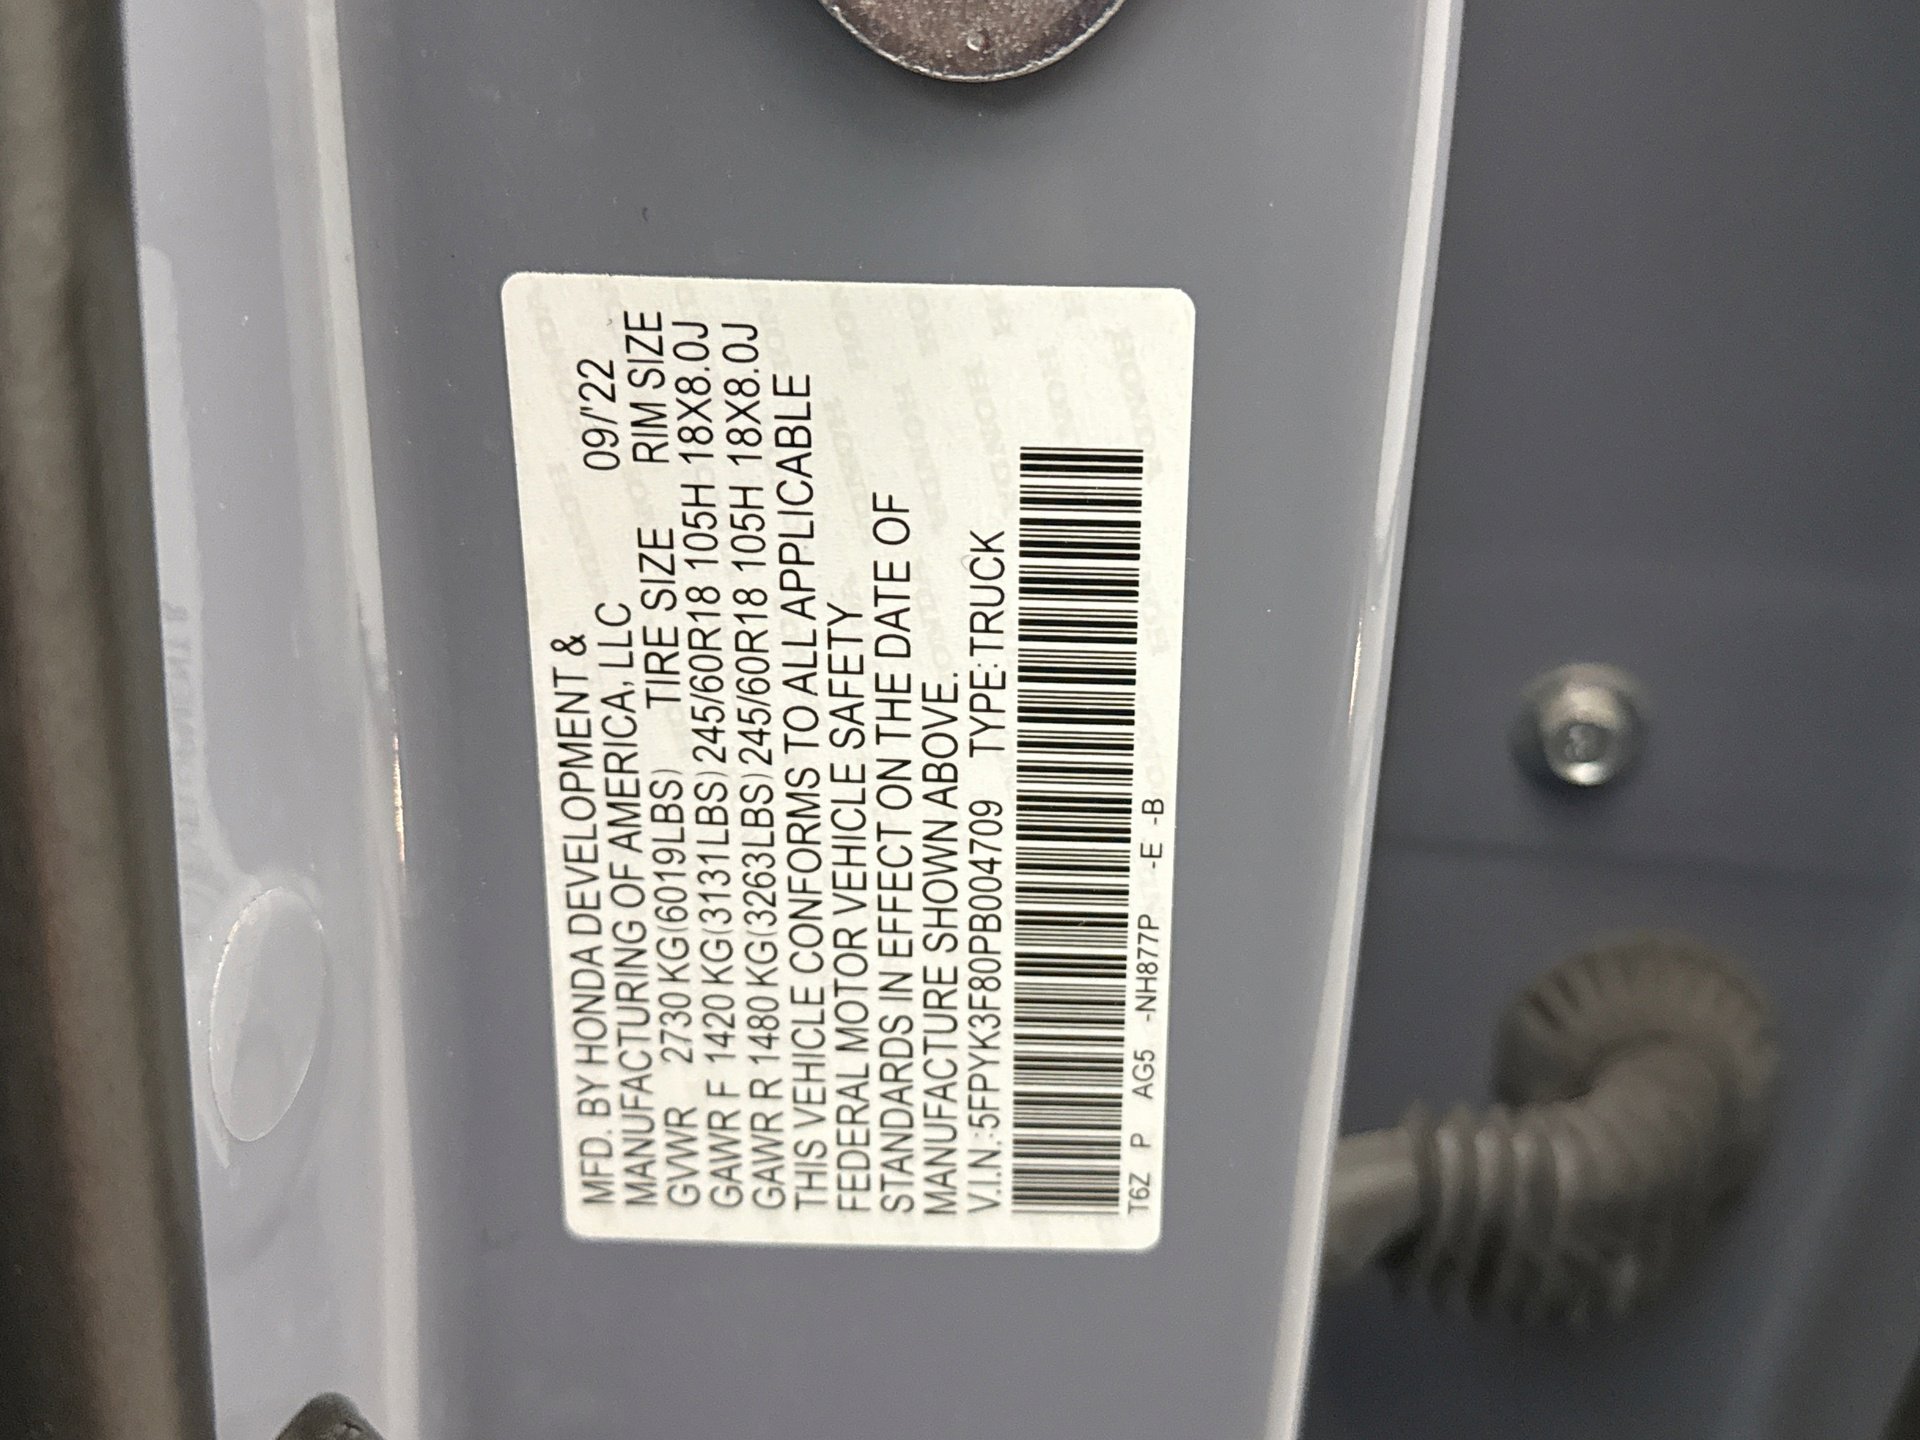 MFD. BY HONDA DEVELOPMENT &
MANUFACTURING OF AMERICA, LLC 09/'22
GVWR 2730 KG(6019LBS) TIRE SIZE RIM SIZE
GAWR F 1420 KG(3131LBS) 245/60R18 105H 18X8.0J
GAWR R 1480 KG(3263LBS) 245/60R18 105H 18X8.0J
THIS VEHICLE CONFORMS TO ALL APPLICABLE
FEDERAL MOTOR VEHICLE SAFETY
STANDARDS IN EFFECT ON THE DATE OF
MANUFACTURE SHOWN ABOVE.
V.I.N.:5FPYK3F80PB004709 TYPE:TRUCK
T6Z P AG5 -NH877P -E -B